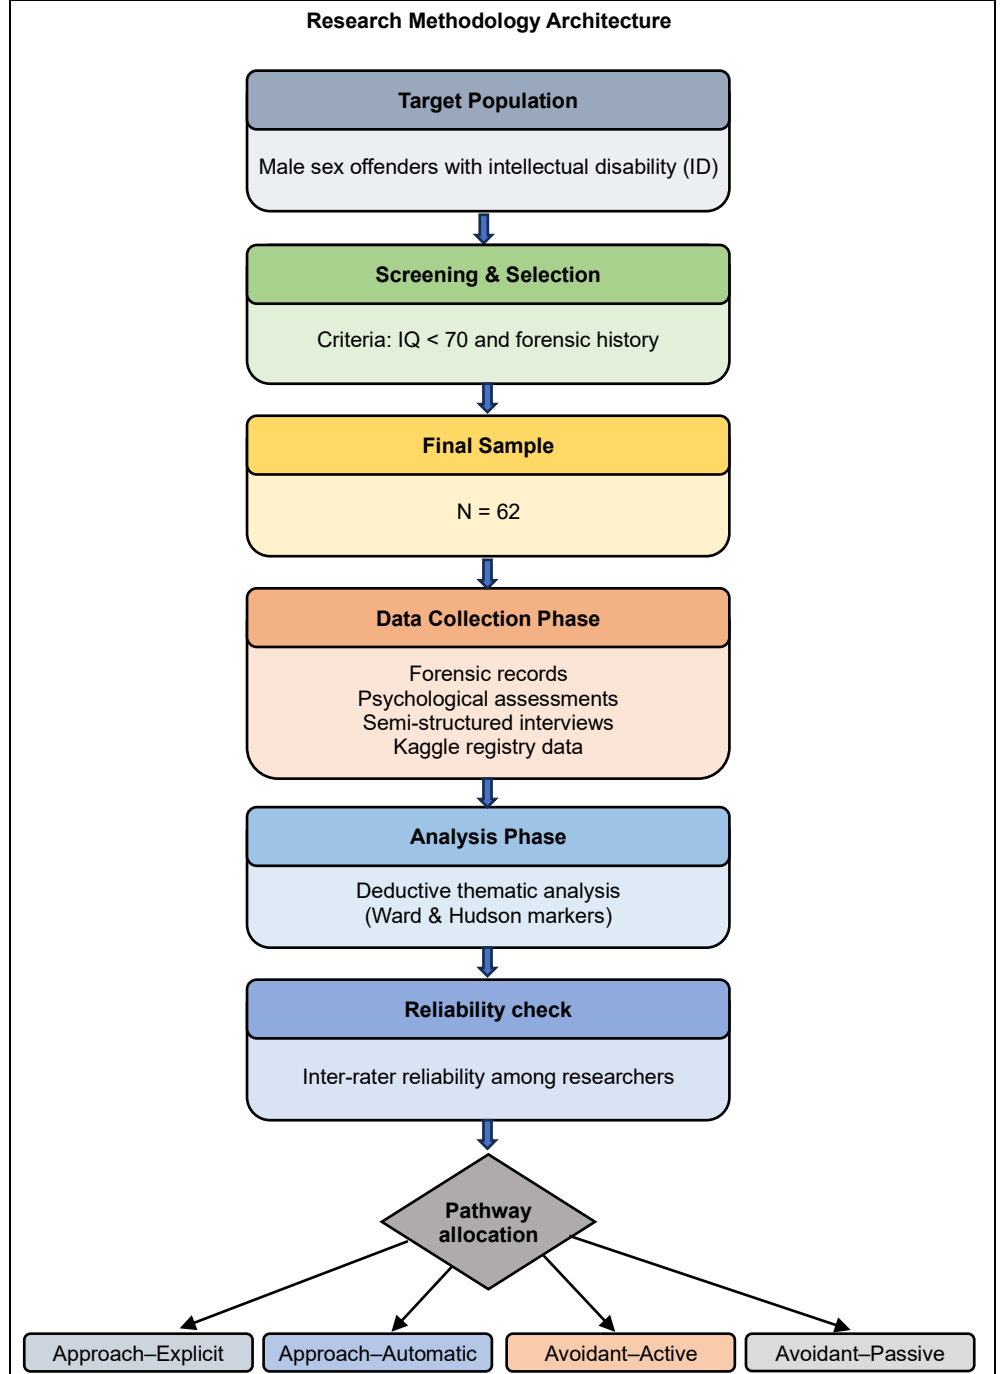 Research Methodology Architecture
Target Population
Male sex offenders with intellectual disability (ID)
Screening & Selection
Criteria: IQ < 70 and forensic history
Final Sample
N = 62
Data Collection Phase
Forensic records
Psychological assessments
Semi-structured interviews
Kaggle registry data
Analysis Phase
Deductive thematic analysis
(Ward & Hudson markers)
Reliability check
Inter-rater reliability among researchers
Pathway
allocation
Approach–Explicit
Approach–Automatic
Avoidant–Active
Avoidant–Passive